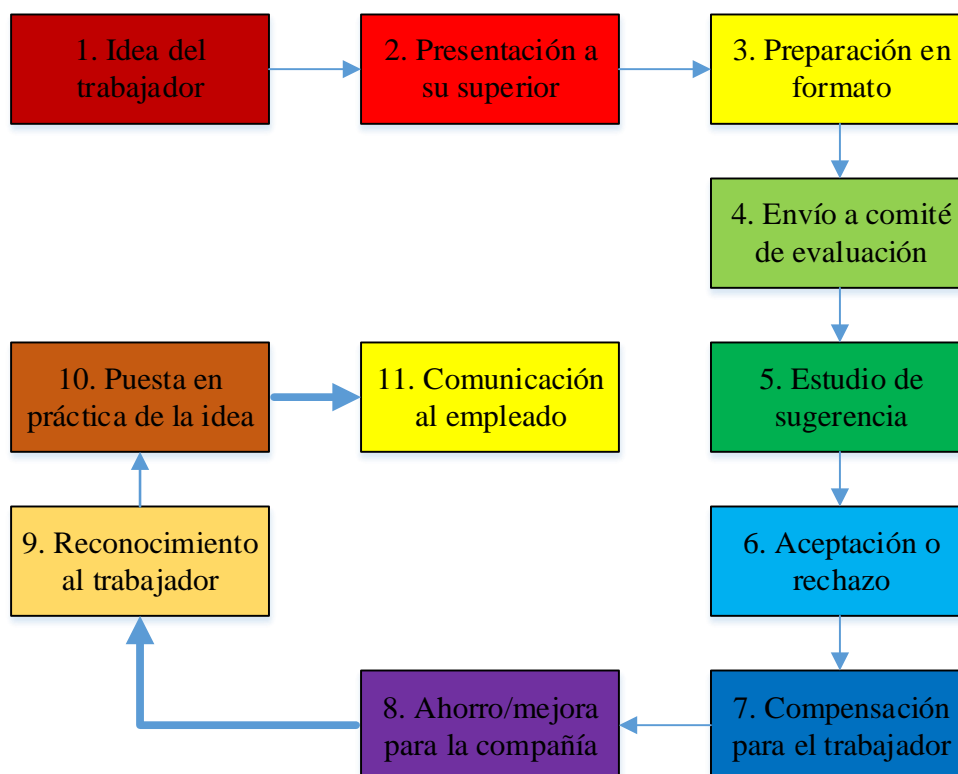 1. Idea del
trabajador
2. Presentación a
su superior
3. Preparación en
formato
4. Envío a comité
de evaluación
5. Estudio de
sugerencia
6. Aceptación o
rechazo
7. Compensación
para el trabajador
8. Ahorro/mejora
para la compañía
9. Reconocimiento
al trabajador
10. Puesta en
práctica de la idea
11. Comunicación
al empleado